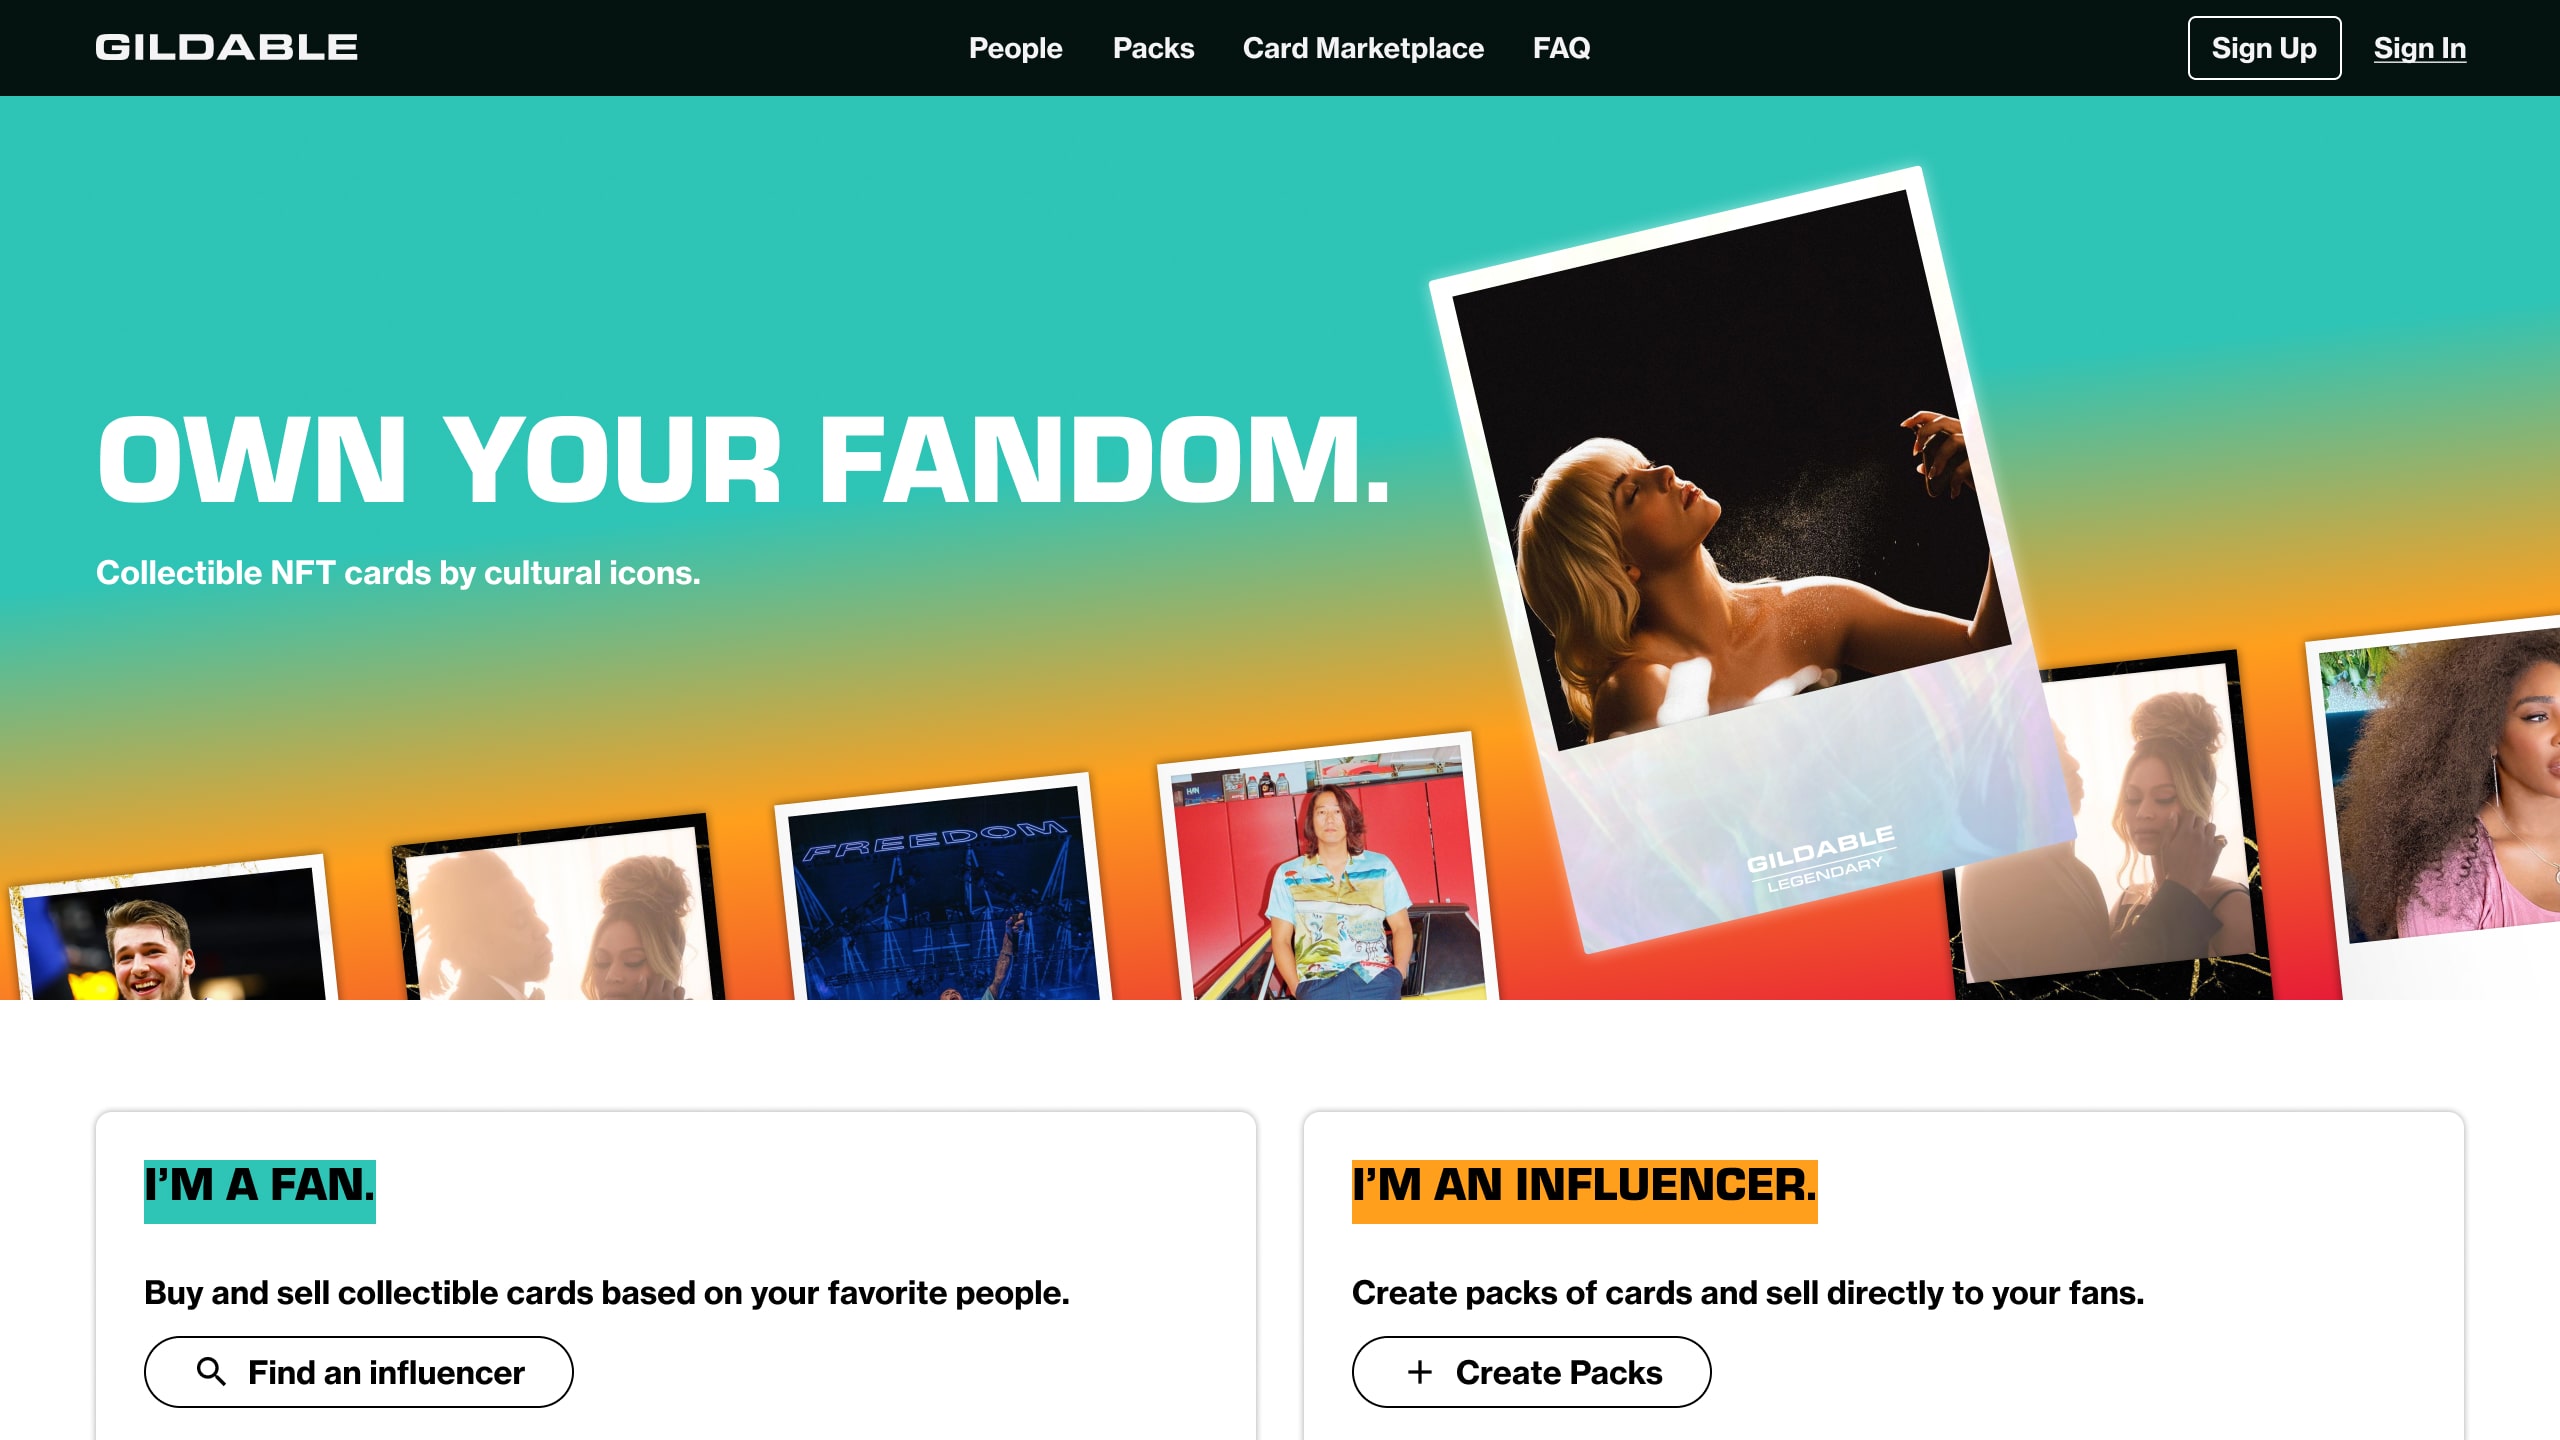 GILDABLE
People
Packs
Card Marketplace
FAQ
Sign Up
Sign In
OWN YOUR FANDOM.
Collectible NFT cards by cultural icons.
FREEDOM
HAN
GILDABLE
LEGENDARY
I’M A FAN.
Buy and sell collectible cards based on your favorite people.
Find an influencer
I’M AN INFLUENCER.
Create packs of cards and sell directly to your fans.
Create Packs